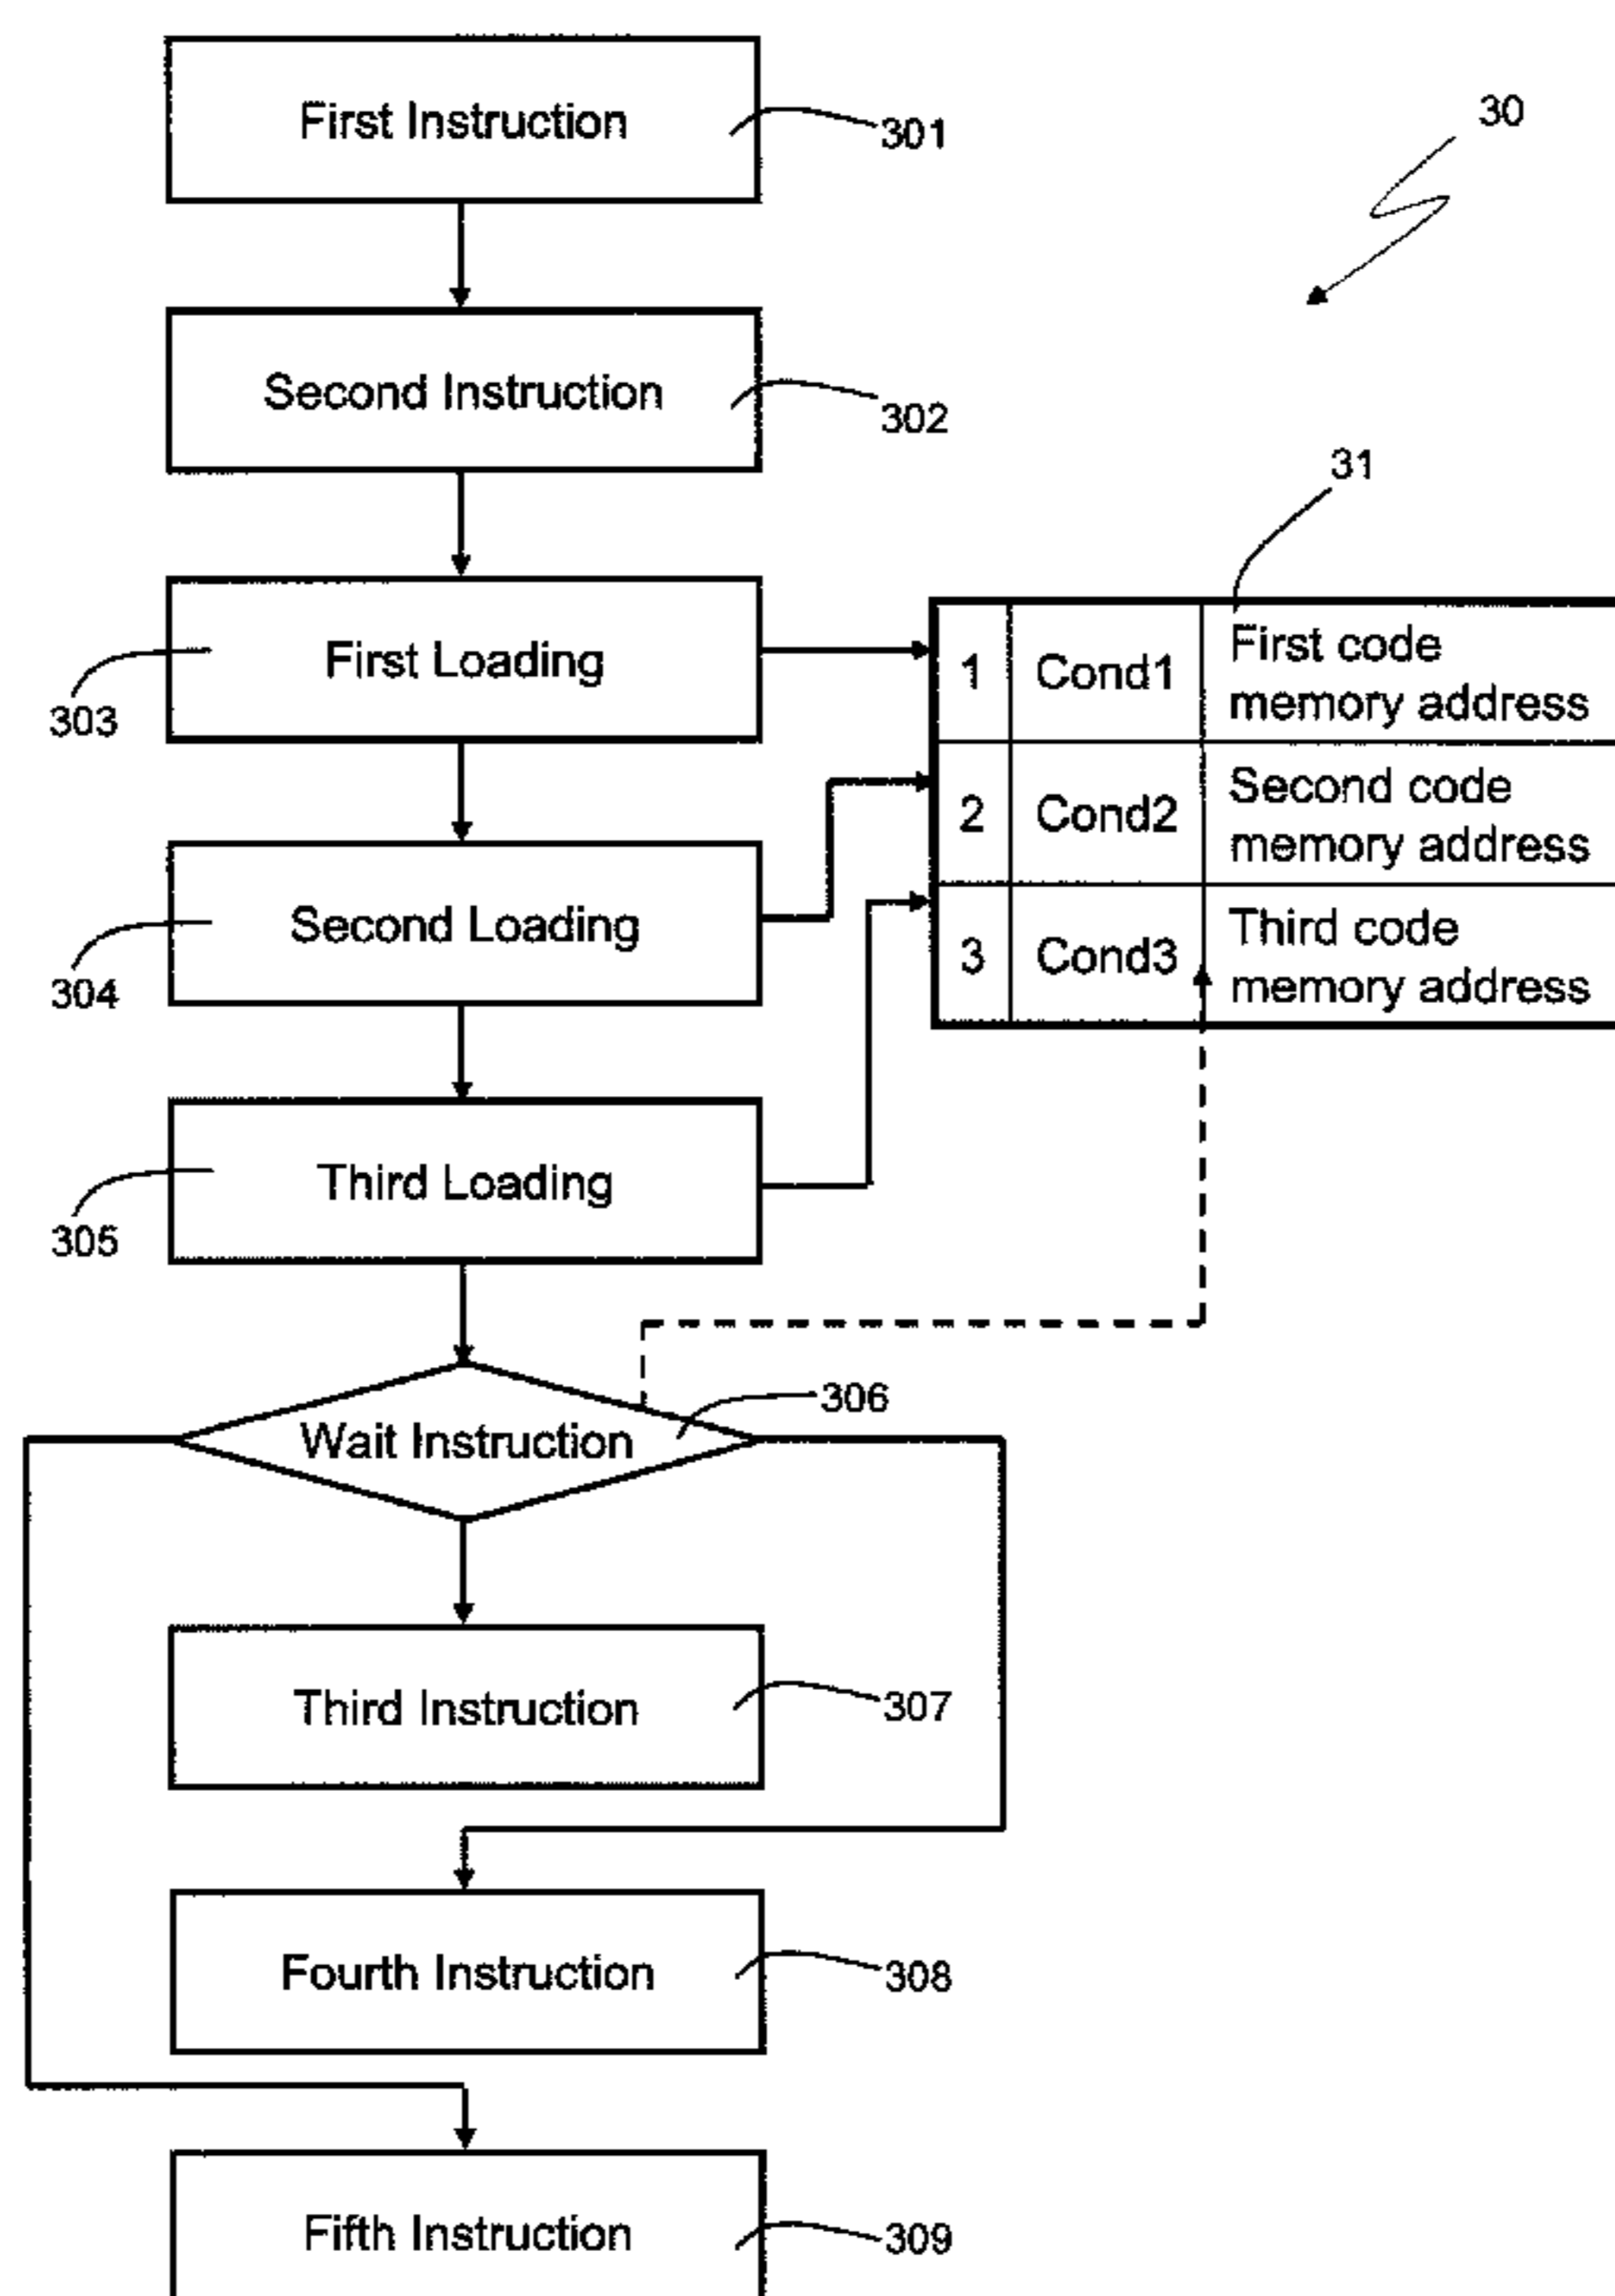 First Instruction
301
30
Second Instruction
302
31
First Loading
303
1 Cond1 First code
memory address
2 Cond2 Second code
memory address
3 Cond3 Third code
memory address
Second Loading
304
Third Loading
305
Wait Instruction
306
Third Instruction
307
Fourth Instruction
308
Fifth Instruction
309